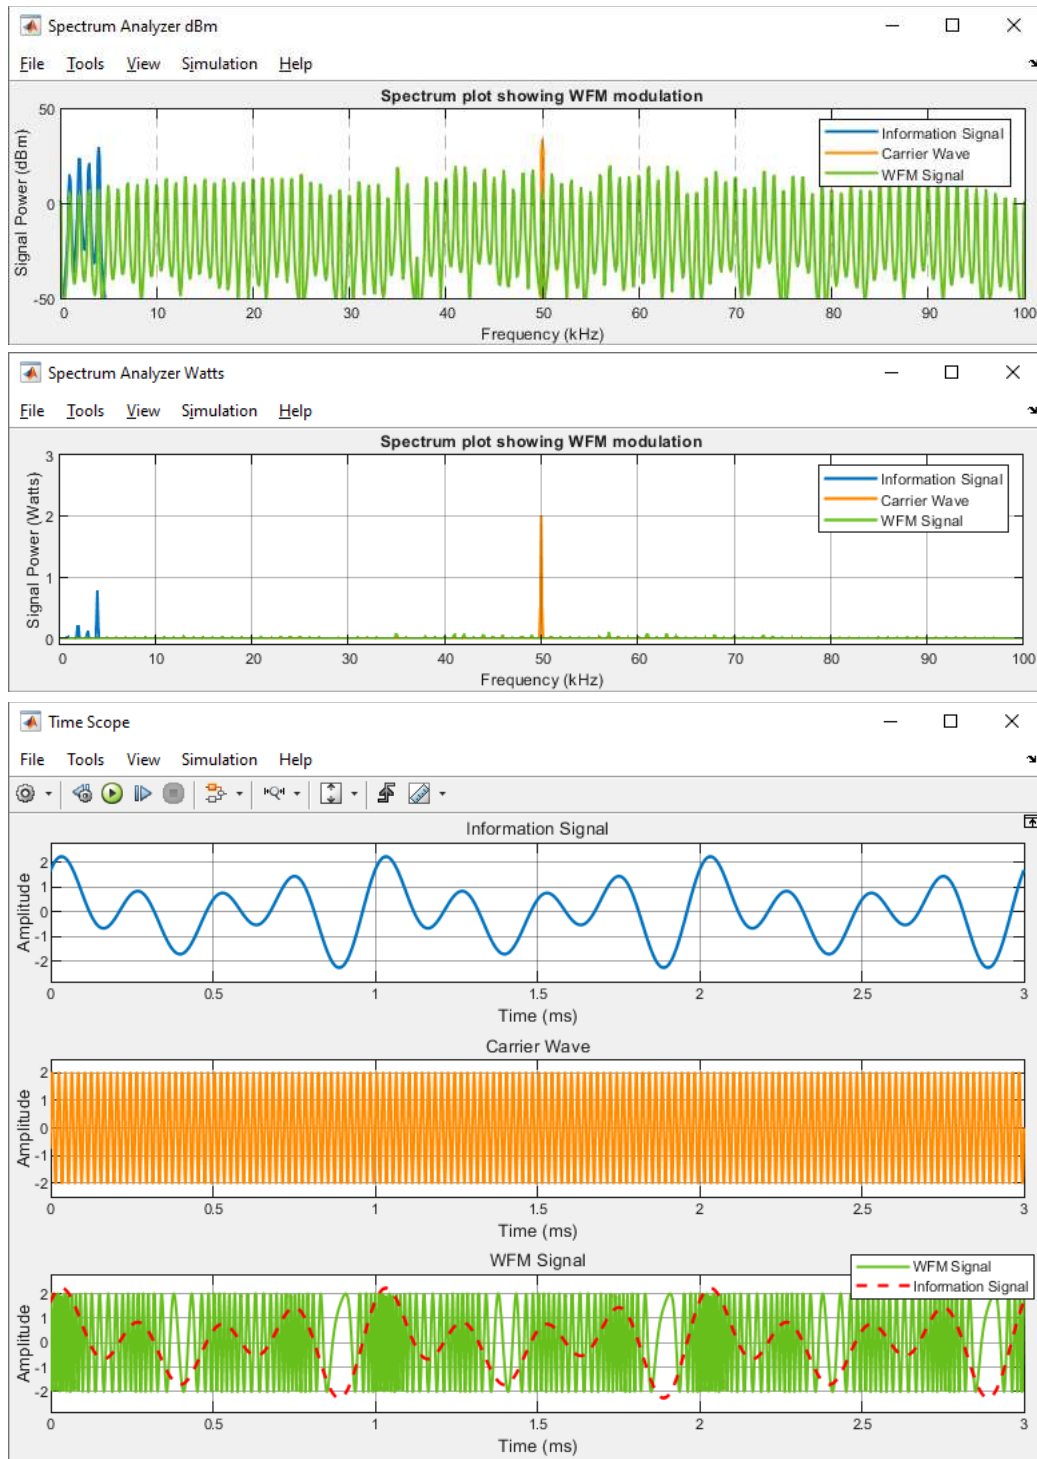 Spectrum Analyzer dBm
File Tools View Simulation Help
Spectrum plot showing WFM modulation
50
0
-50
Signal Power (dBm)
Information Signal
Carrier Wave
WFM Signal
0 10 20 30 40 50 60 70 80 90 100
Frequency (kHz)
Spectrum Analyzer Watts
File Tools View Simulation Help
Spectrum plot showing WFM modulation
3
2
1
0
Signal Power (Watts)
Information Signal
Carrier Wave
WFM Signal
0 10 20 30 40 50 60 70 80 90 100
Frequency (kHz)
Time Scope
File Tools View Simulation Help
Information Signal
2
1
0
-1
-2
Amplitude
0 0.5 1 1.5 2 2.5 3
Time (ms)
Carrier Wave
2
1
0
-1
-2
Amplitude
0 0.5 1 1.5 2 2.5 3
Time (ms)
WFM Signal
WFM Signal
Information Signal
2
1
0
-1
-2
Amplitude
0 0.5 1 1.5 2 2.5 3
Time (ms)